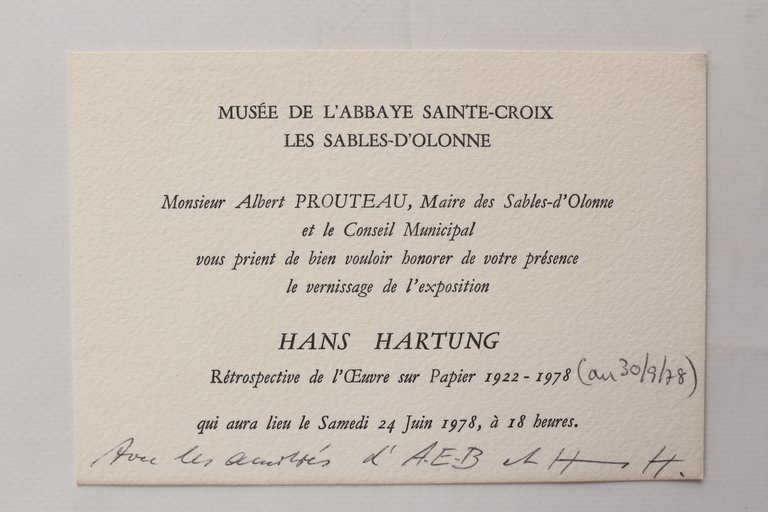 MUSÉE DE L'ABBAYE SAINTE-CROIX
LES SABLES-D'OLONNE
Monsieur Albert PROUTEAU, Maire des Sables-d'Olonne
et le Conseil Municipal
vous prient de bien vouloir honorer de votre présence
le vernissage de l'exposition
HANS HARTUNG
Rétrospective de l'Œuvre sur Papier 1922-1978 (au 30/9/78)
qui aura lieu le Samedi 24 Juin 1978, à 18 heures.
Avec les amitiés d'A.E.B et H H.